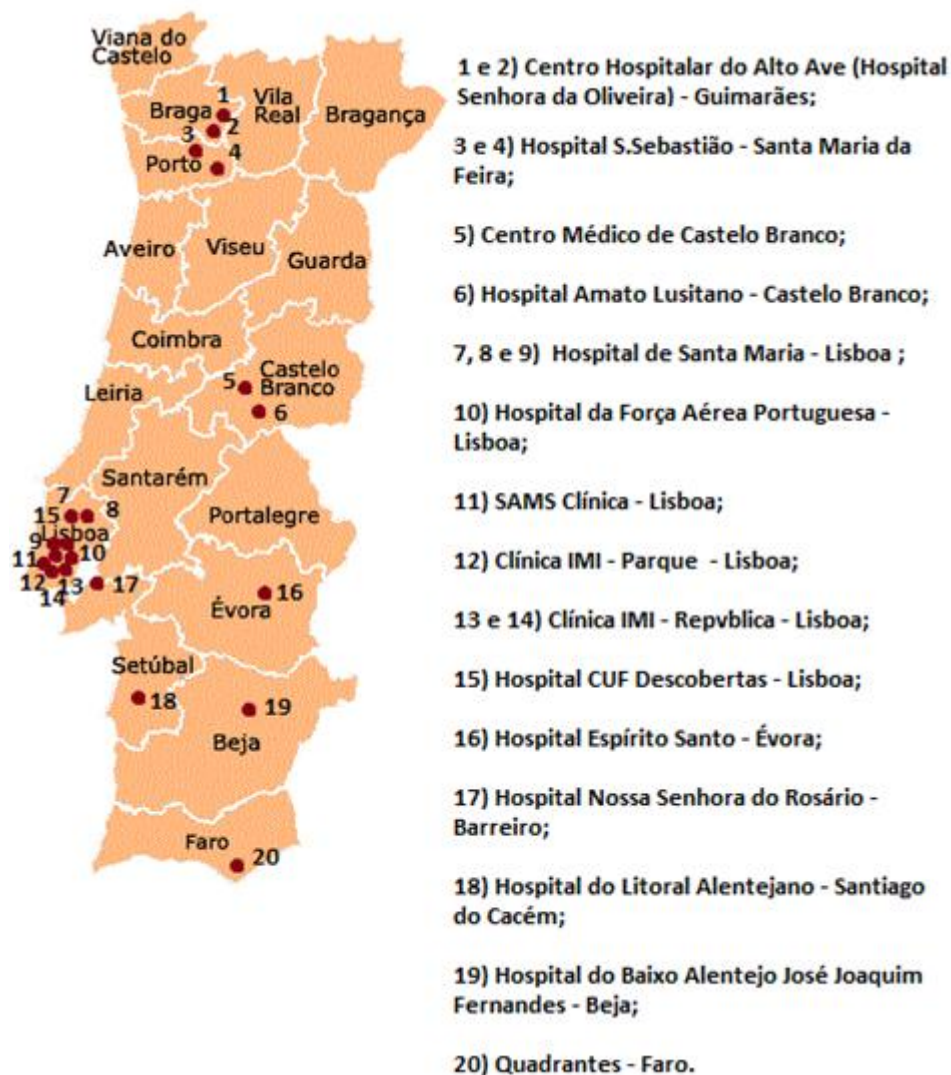 Viana do
Castelo
Braga
1
2
Vila
Real
Bragança
3
Porto
4
Aveiro
Viseu
Guarda
Coimbra
Castelo
Branco
5
6
Leiria
Santarém
7
15
8
Lisboa
9
10
11
12
13
14
17
Portalegre
Évora
16
Setúbal
18
19
Beja
Faro
20
1 e 2) Centro Hospitalar do Alto Ave (Hospital
Senhora da Oliveira) - Guimarães;
3 e 4) Hospital S.Sebastião - Santa Maria da
Feira;
5) Centro Médico de Castelo Branco;
6) Hospital Amato Lusitano - Castelo Branco;
7, 8 e 9)  Hospital de Santa Maria - Lisboa ;
10) Hospital da Força Aérea Portuguesa -
Lisboa;
11) SAMS Clínica - Lisboa;
12) Clínica IMI - Parque  - Lisboa;
13 e 14) Clínica IMI - Repvblica - Lisboa;
15) Hospital CUF Descobertas - Lisboa;
16) Hospital Espírito Santo - Évora;
17) Hospital Nossa Senhora do Rosário -
Barreiro;
18) Hospital do Litoral Alentejano - Santiago
do Cacém;
19) Hospital do Baixo Alentejo José Joaquim
Fernandes - Beja;
20) Quadrantes - Faro.